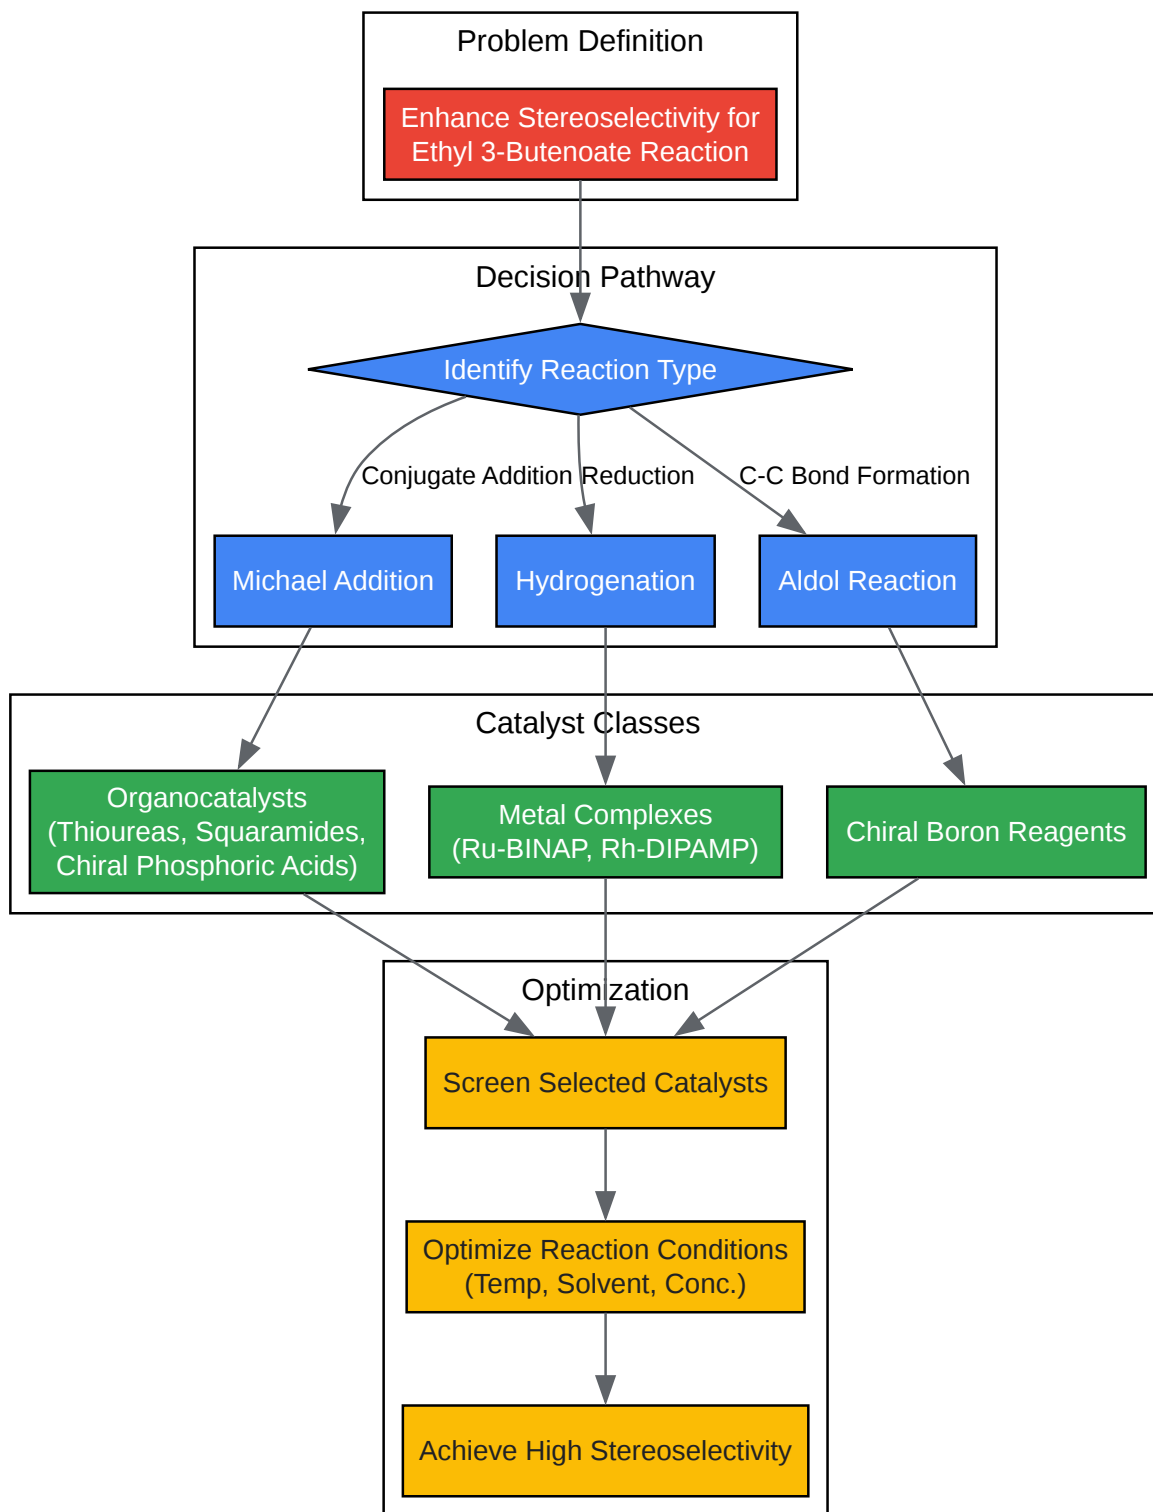 Problem Definition
Enhance Stereoselectivity for
Ethyl 3-Butenoate Reaction
Decision Pathway
Identify Reaction Type
Conjugate Addition
Reduction
C-C Bond Formation
Michael Addition
Hydrogenation
Aldol Reaction
Catalyst Classes
Organocatalysts
(Thioureas, Squaramides,
Chiral Phosphoric Acids)
Metal Complexes
(Ru-BINAP, Rh-DIPAMP)
Chiral Boron Reagents
Optimization
Screen Selected Catalysts
Optimize Reaction Conditions
(Temp, Solvent, Conc.)
Achieve High Stereoselectivity